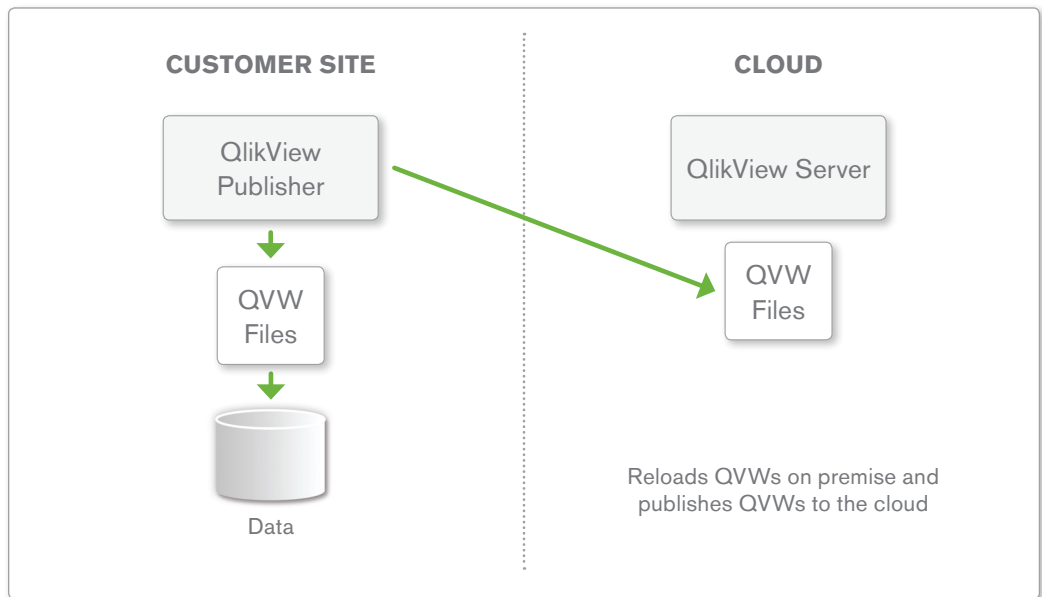 CUSTOMER SITE
QlikView
Publisher
QVW
Files
Data
CLOUD
QlikView Server
QVW
Files
Reloads QVWs on premise and
publishes QVWs to the cloud